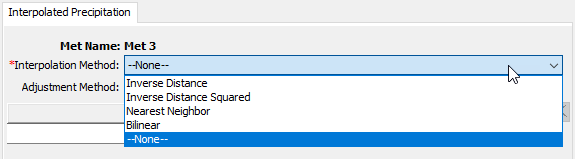 Interpolated Precipitation
Met Name: Met 3
*Interpolation Method: --None--
Inverse Distance
Adjustment Method:
Inverse Distance Squared
Nearest Neighbor
Bilinear
--None--